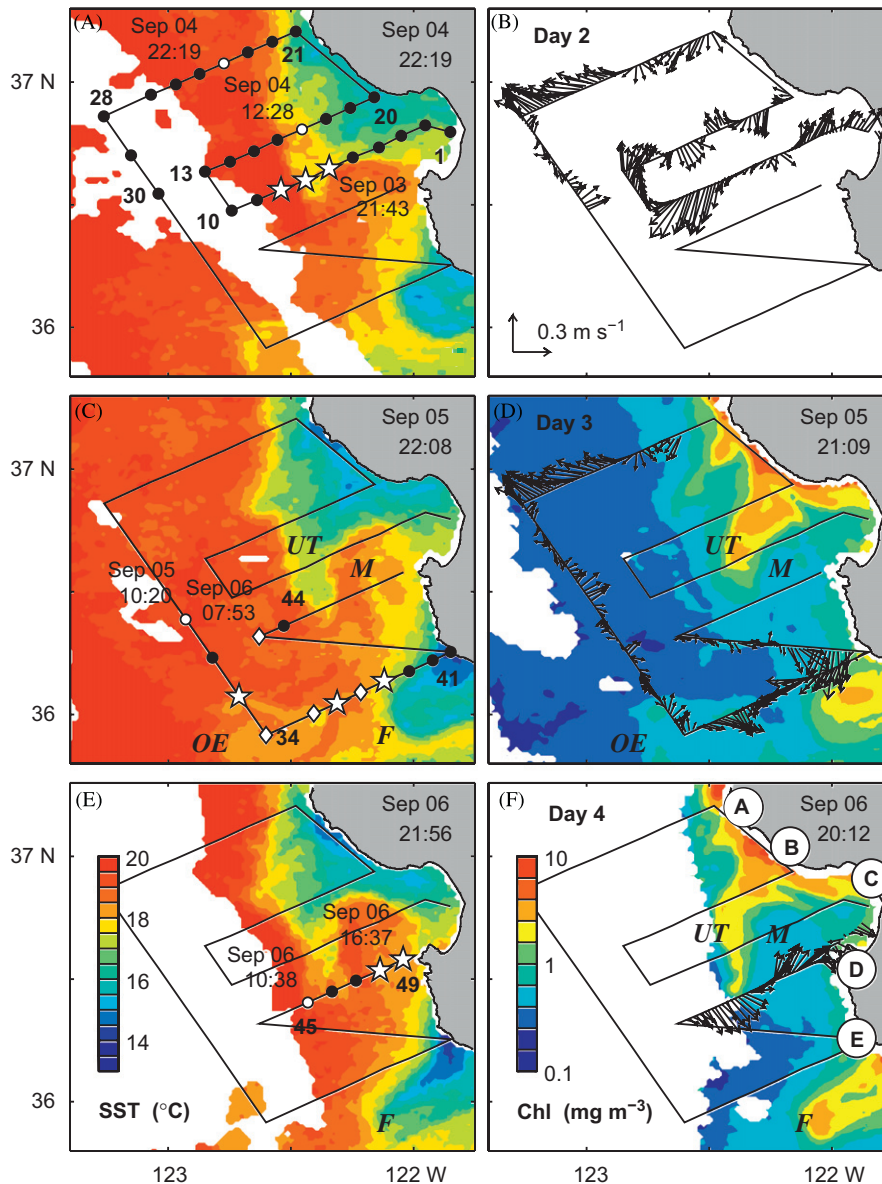 (A)
Sep 04
22:19
Sep 04
22:19
21
37 N
Sep 04
12:28
28
20
13
1
Sep 03
21:43
30
10
36
(B)
Day 2
0.3 m s⁻¹
(C)
Sep 05
22:08
37 N
UT
M
Sep 05
10:20
Sep 06
07:53
44
41
36
OE
34
F
(D)
Day 3
Sep 05
21:09
UT
M
OE
(E)
Sep 06
21:56
37 N
20
18
16
14
Sep 06
16:37
Sep 06
10:38
49
45
36
SST (°C)
F
123
122 W
(F)
Day 4
Sep 06
20:12
A
B
C
D
E
10
1
0.1
UT
M
Chl (mg m⁻³)
F
123
122 W